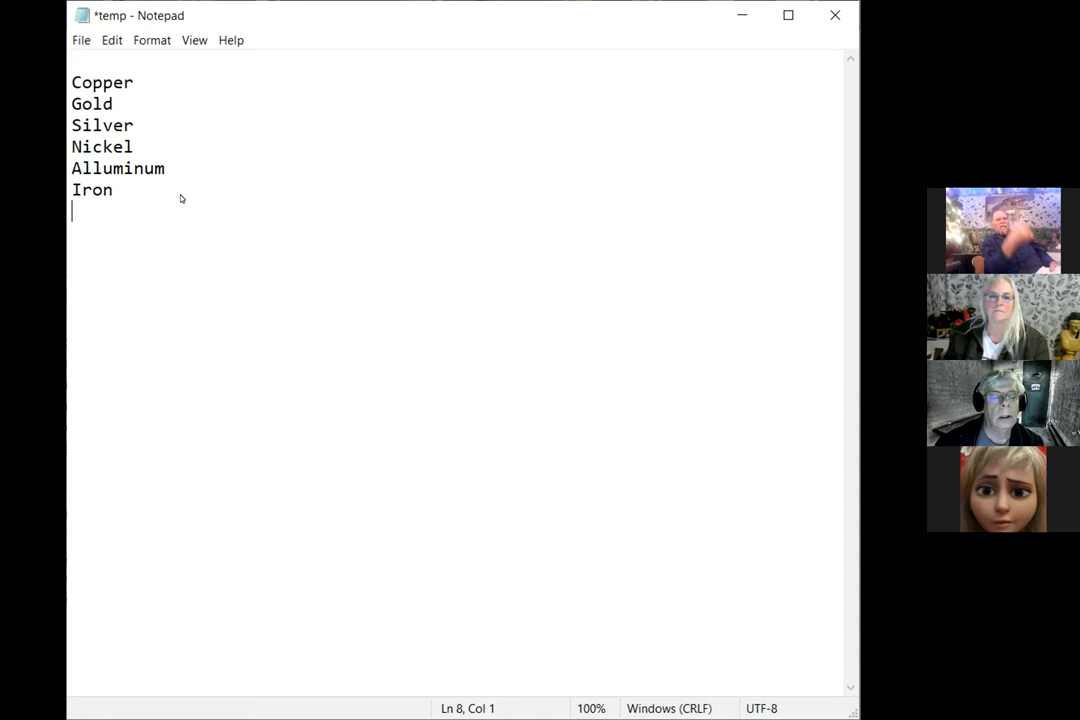 *temp - Notepad
File Edit Format View Help
Copper
Gold
Silver
Nickel
Alluminum
Iron
Ln 8, Col 1 100% Windows (CRLF) UTF-8